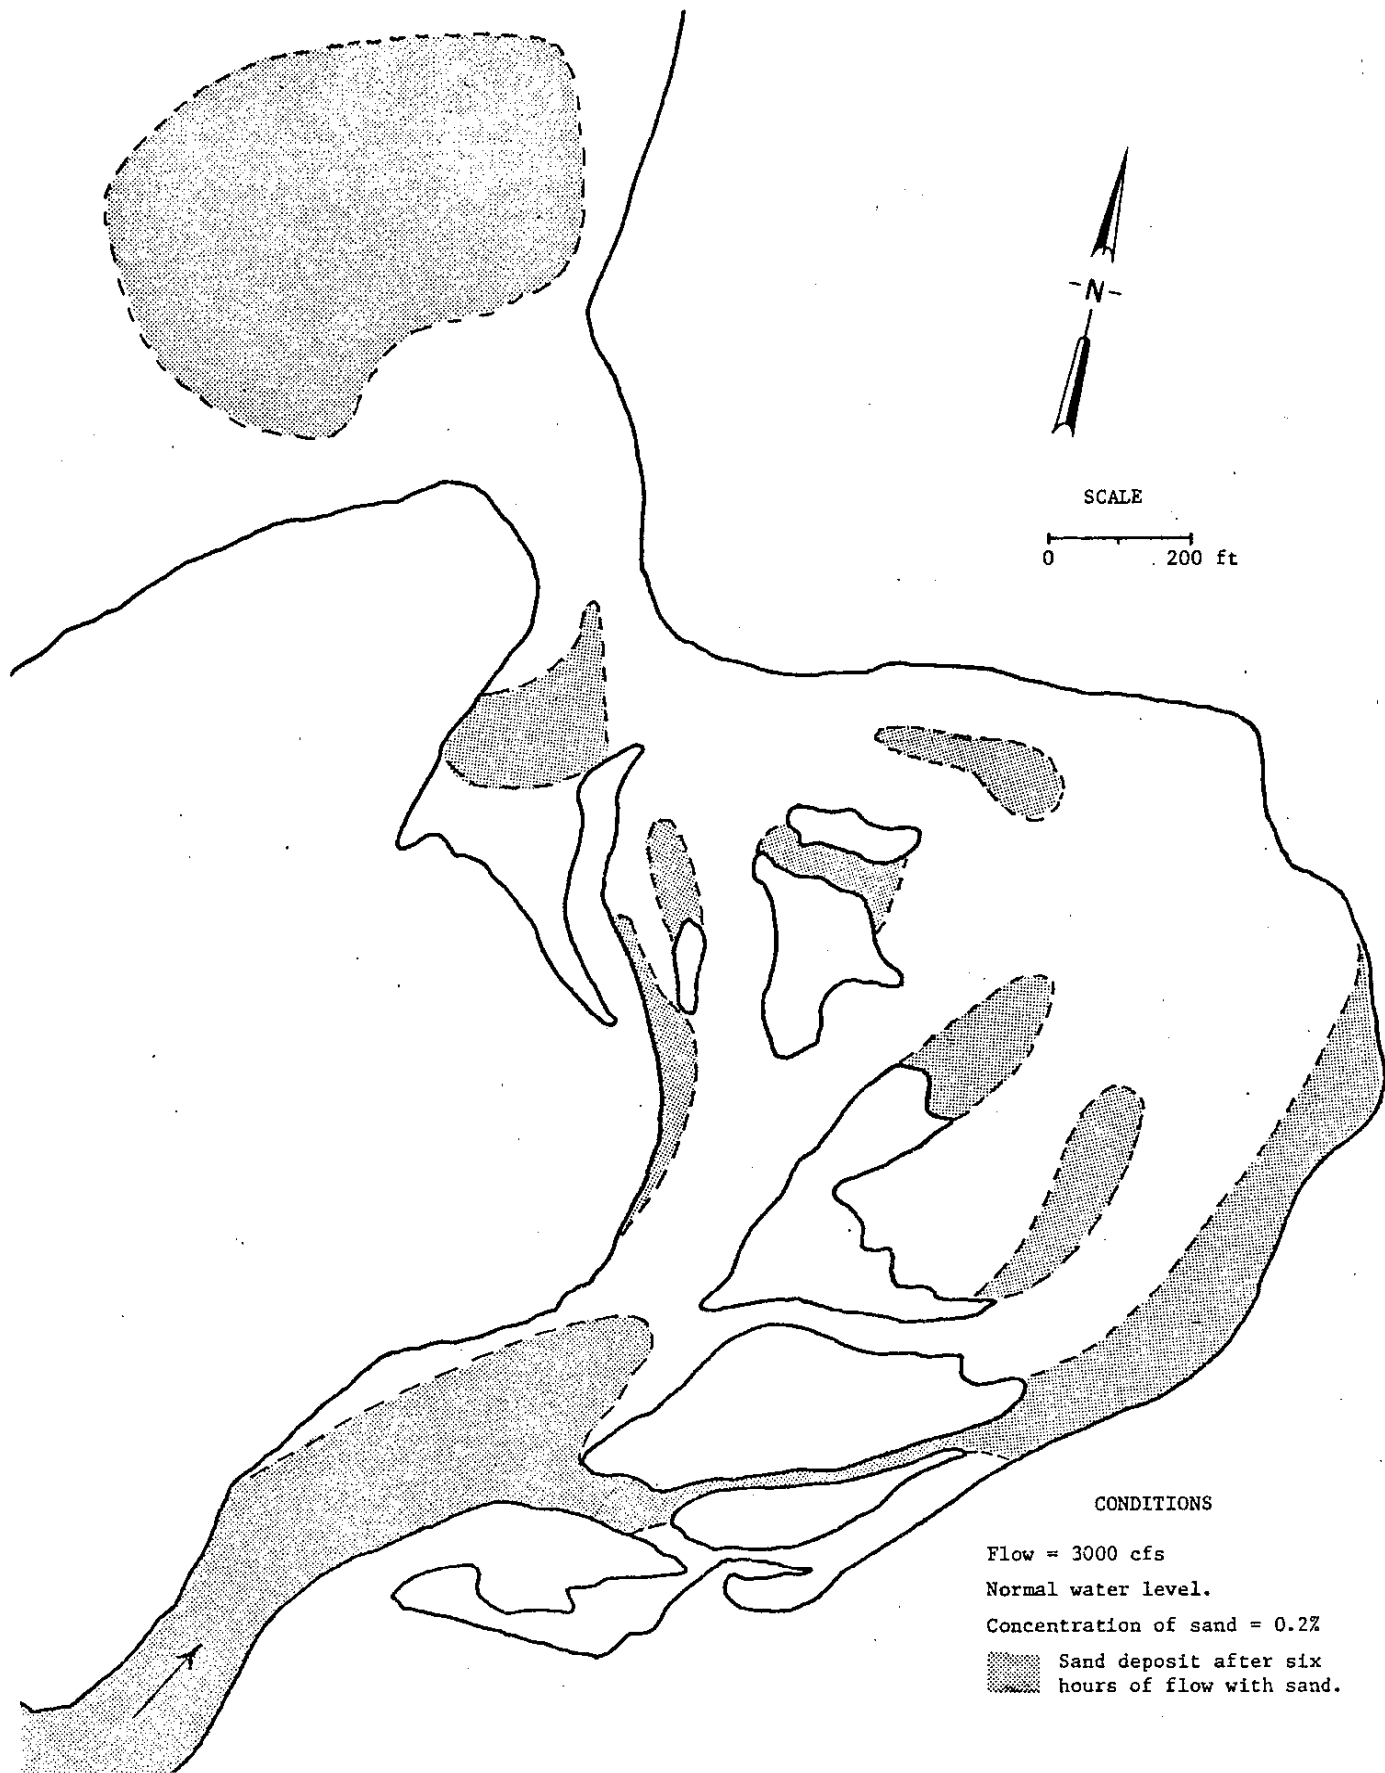 -N-
SCALE
0 200 ft
CONDITIONS
Flow = 3000 cfs
Normal water level.
Concentration of sand = 0.2%
Sand deposit after six
hours of flow with sand.